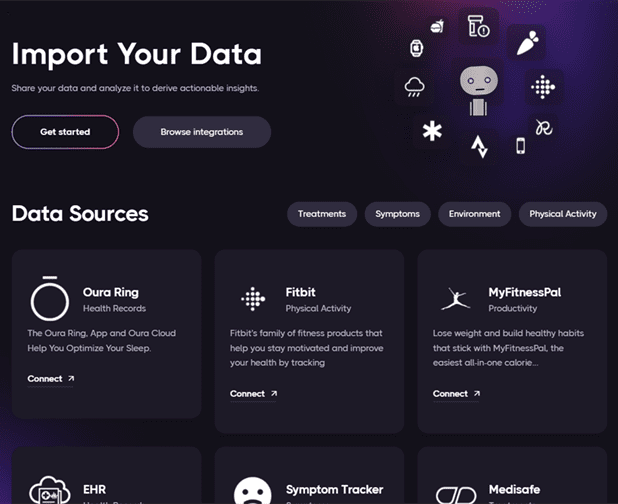 Import Your Data
Share your data and analyze it to derive actionable insights.
Get started
Browse integrations
Data Sources
Treatments
Symptoms
Environment
Physical Activity
Oura Ring
Health Records
The Oura Ring, App and Oura Cloud
Help You Optimize Your Sleep.
Connect
Fitbit
Physical Activity
Fitbit's family of fitness products that
help you stay motivated and improve
your health by tracking
Connect
MyFitnessPal
Productivity
Lose weight and build healthy habits
that stick with MyFitnessPal, the
easiest all-in-one calorie...
Connect
EHR
Symptom Tracker
Medisafe